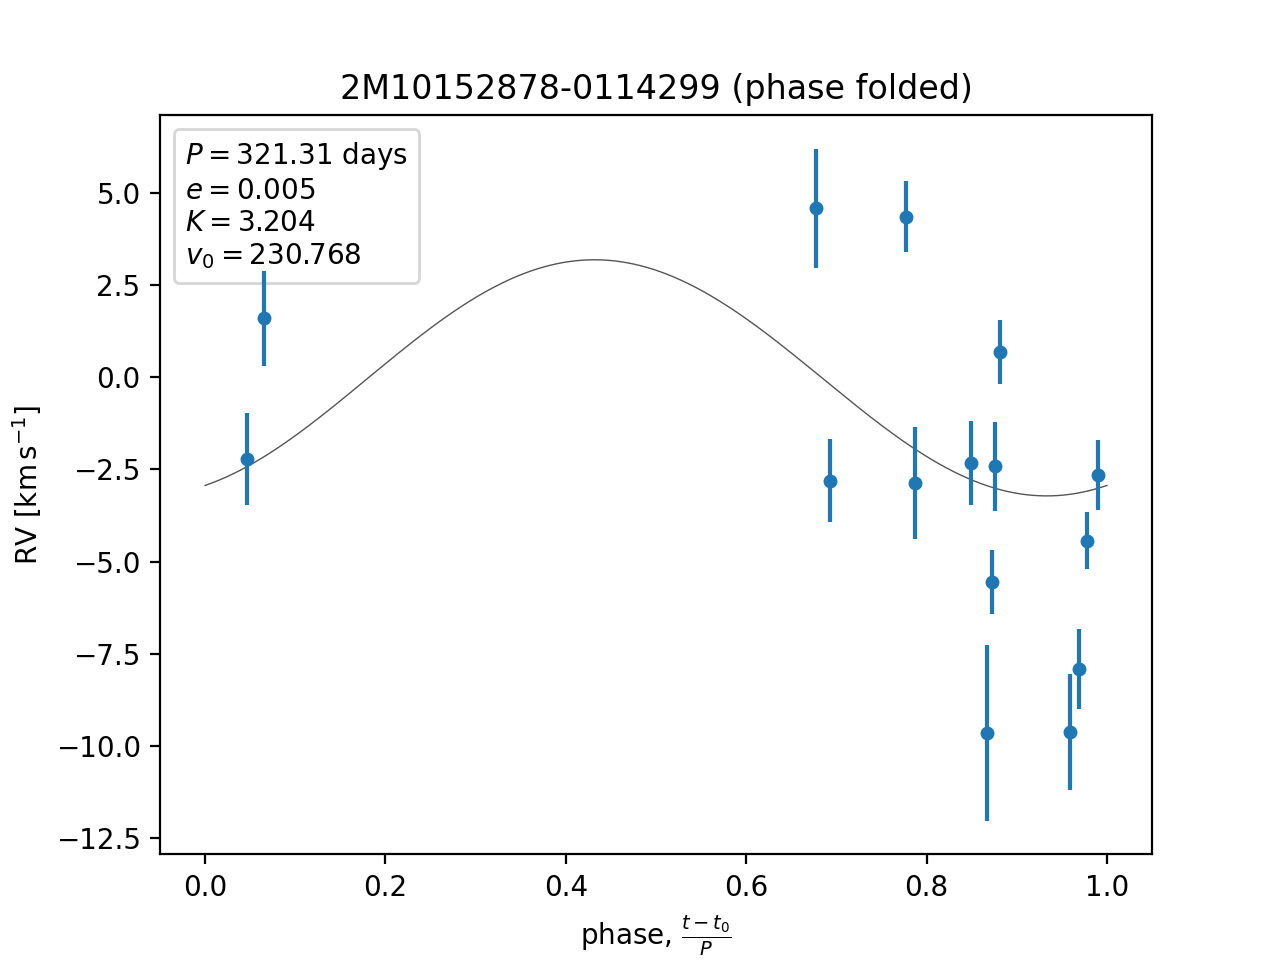 2M10152878-0114299 (phase folded)
P = 321.31 days
e = 0.005
K = 3.204
v₀ = 230.768
5.0
2.5
0.0
−2.5
−5.0
−7.5
−10.0
−12.5
RV [km s⁻¹]
0.0 0.2 0.4 0.6 0.8 1.0
phase, (t − t₀)/P